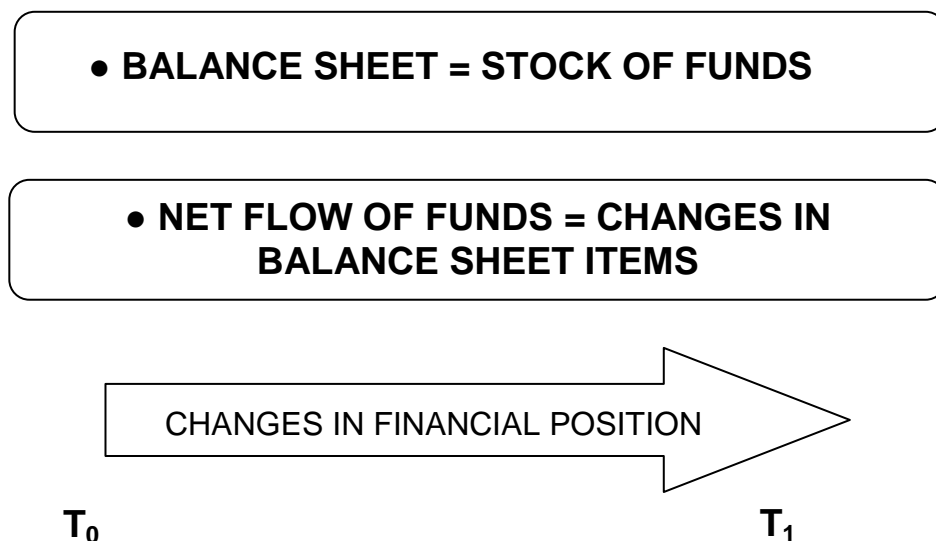 ● BALANCE SHEET = STOCK OF FUNDS
● NET FLOW OF FUNDS = CHANGES IN
BALANCE SHEET ITEMS
CHANGES IN FINANCIAL POSITION
T₀ T₁